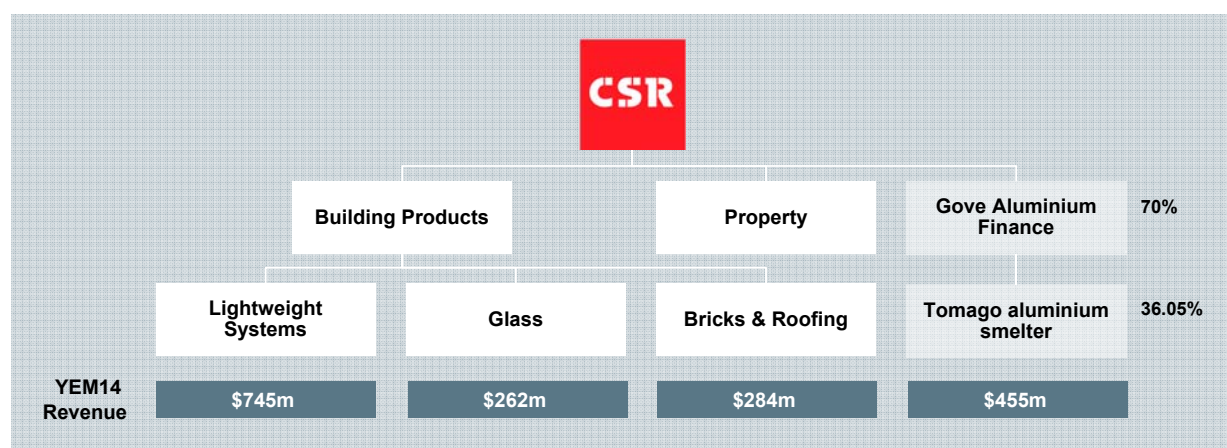 CSR
Building Products
Property
Gove Aluminium
Finance
70%
Lightweight
Systems
Glass
Bricks & Roofing
Tomago aluminium
smelter
36.05%
YEM14
Revenue
$745m
$262m
$284m
$455m